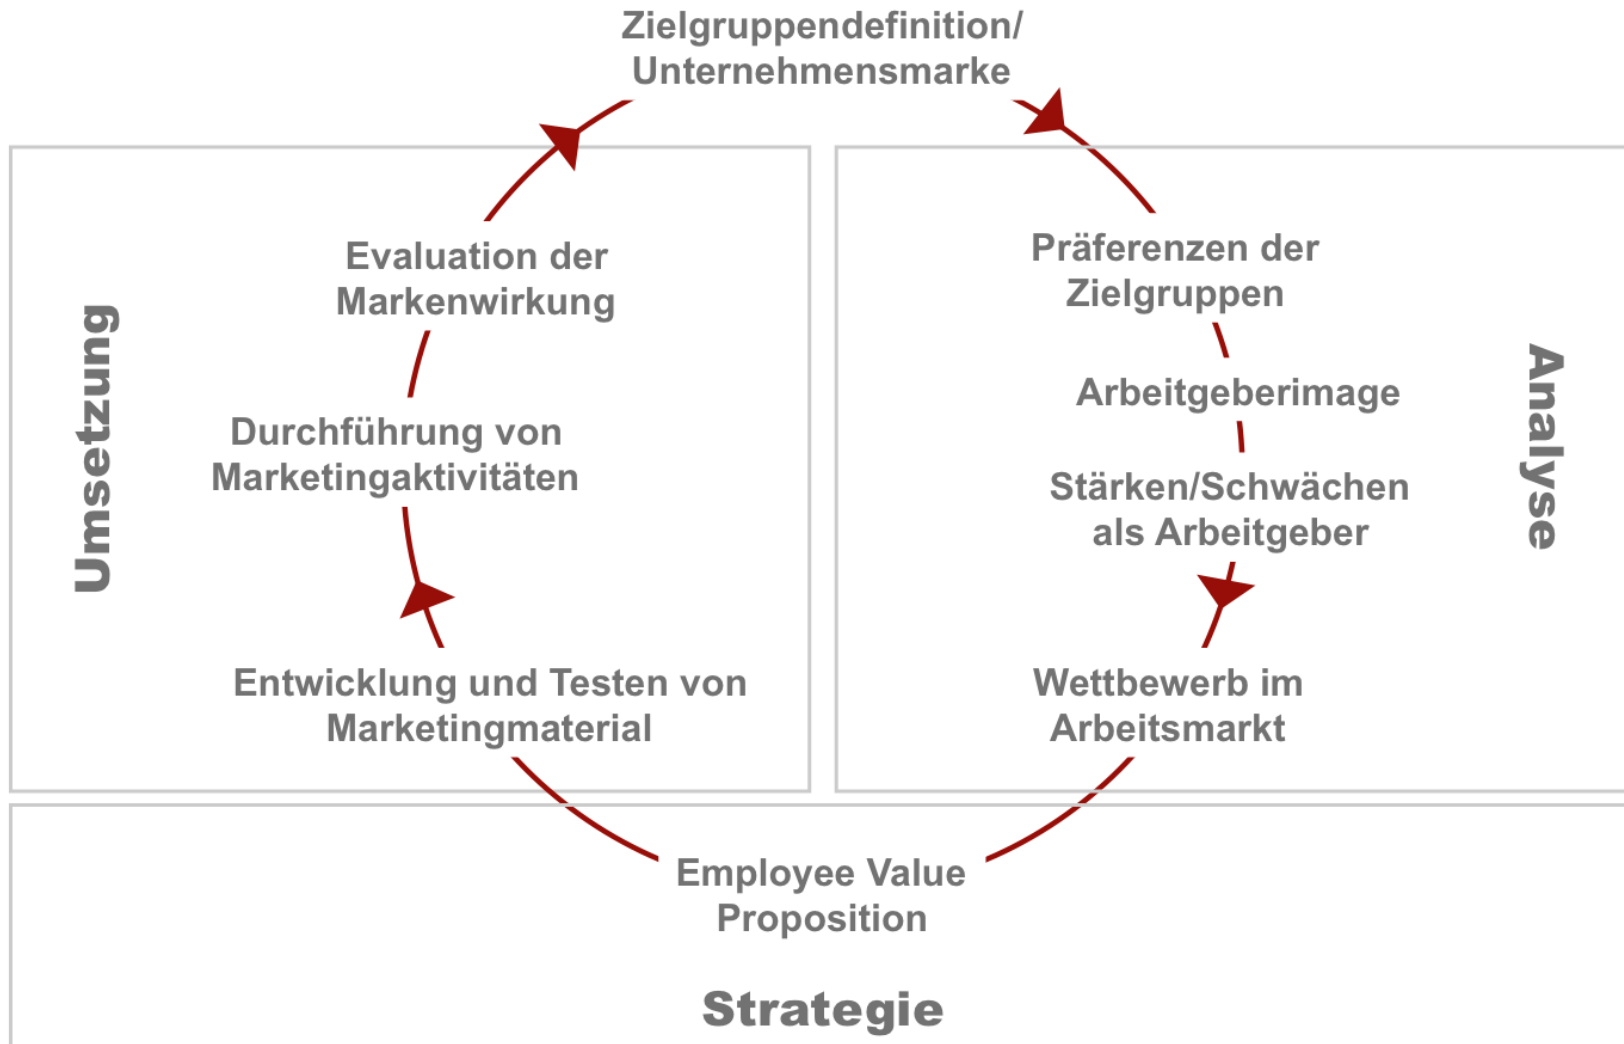 Zielgruppendefinition/
Unternehmensmarke
Präferenzen der
Zielgruppen
Arbeitgeberimage
Stärken/Schwächen
als Arbeitgeber
Wettbewerb im
Arbeitsmarkt
Analyse
Employee Value
Proposition
Strategie
Entwicklung und Testen von
Marketingmaterial
Durchführung von
Marketingaktivitäten
Evaluation der
Markenwirkung
Umsetzung